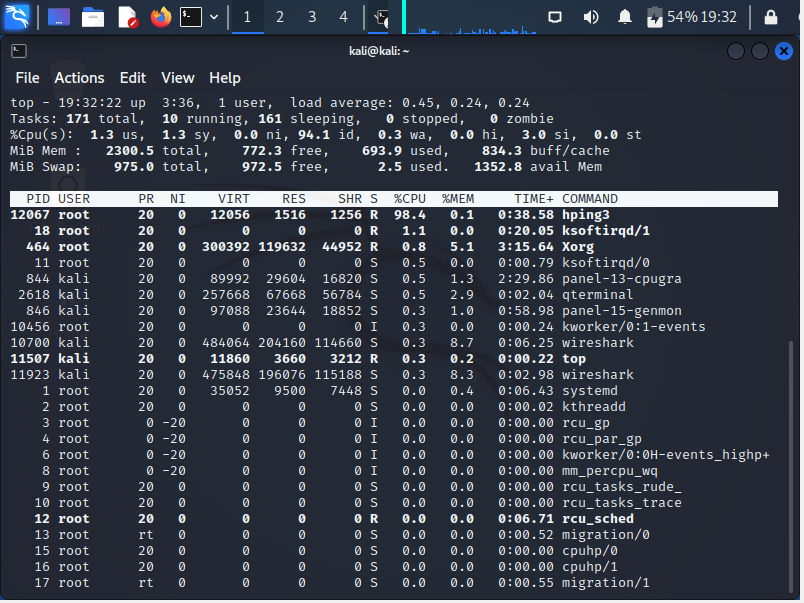 1 2 3 4 54% 19:32
kali@kali: ~
File Actions Edit View Help
top - 19:32:22 up 3:36, 1 user, load average: 0.45, 0.24, 0.24
Tasks: 171 total, 10 running, 161 sleeping, 0 stopped, 0 zombie
%Cpu(s): 1.3 us, 1.3 sy, 0.0 ni, 94.1 id, 0.3 wa, 0.0 hi, 3.0 si, 0.0 st
MiB Mem : 2300.5 total, 772.3 free, 693.9 used, 834.3 buff/cache
MiB Swap: 975.0 total, 972.5 free, 2.5 used. 1352.8 avail Mem
PID USER PR NI VIRT RES SHR S %CPU %MEM TIME+ COMMAND
12067 root 20 0 12056 1516 1256 R 98.4 0.1 0:38.58 hping3
18 root 20 0 0 0 0 R 1.1 0.0 0:20.05 ksoftirqd/1
464 root 20 0 300392 119632 44952 R 0.8 5.1 3:15.64 Xorg
11 root 20 0 0 0 0 S 0.5 0.0 0:00.79 ksoftirqd/0
844 kali 20 0 89992 29604 16820 S 0.5 1.3 2:29.86 panel-13-cpugra
2618 kali 20 0 257668 67668 56784 S 0.5 2.9 0:02.04 qterminal
846 kali 20 0 97088 23644 18852 S 0.3 1.0 0:58.98 panel-15-genmon
10456 root 20 0 0 0 0 I 0.3 0.0 0:00.24 kworker/0:1-events
10700 kali 20 0 484064 204160 114660 S 0.3 8.7 0:06.25 wireshark
11507 kali 20 0 11860 3660 3212 R 0.3 0.2 0:00.22 top
11923 kali 20 0 475848 196076 115188 S 0.3 8.3 0:02.98 wireshark
1 root 20 0 35052 9500 7448 S 0.0 0.4 0:06.43 systemd
2 root 20 0 0 0 0 S 0.0 0.0 0:00.02 kthreadd
3 root 0 -20 0 0 0 I 0.0 0.0 0:00.00 rcu_gp
4 root 0 -20 0 0 0 I 0.0 0.0 0:00.00 rcu_par_gp
6 root 0 -20 0 0 0 I 0.0 0.0 0:00.00 kworker/0:0H-events_highp+
8 root 0 -20 0 0 0 I 0.0 0.0 0:00.00 mm_percpu_wq
9 root 20 0 0 0 0 S 0.0 0.0 0:00.00 rcu_tasks_rude_
10 root 20 0 0 0 0 S 0.0 0.0 0:00.00 rcu_tasks_trace
12 root 20 0 0 0 0 R 0.0 0.0 0:06.71 rcu_sched
13 root rt 0 0 0 0 S 0.0 0.0 0:00.52 migration/0
15 root 20 0 0 0 0 S 0.0 0.0 0:00.00 cpuhp/0
16 root 20 0 0 0 0 S 0.0 0.0 0:00.00 cpuhp/1
17 root rt 0 0 0 0 S 0.0 0.0 0:00.55 migration/1